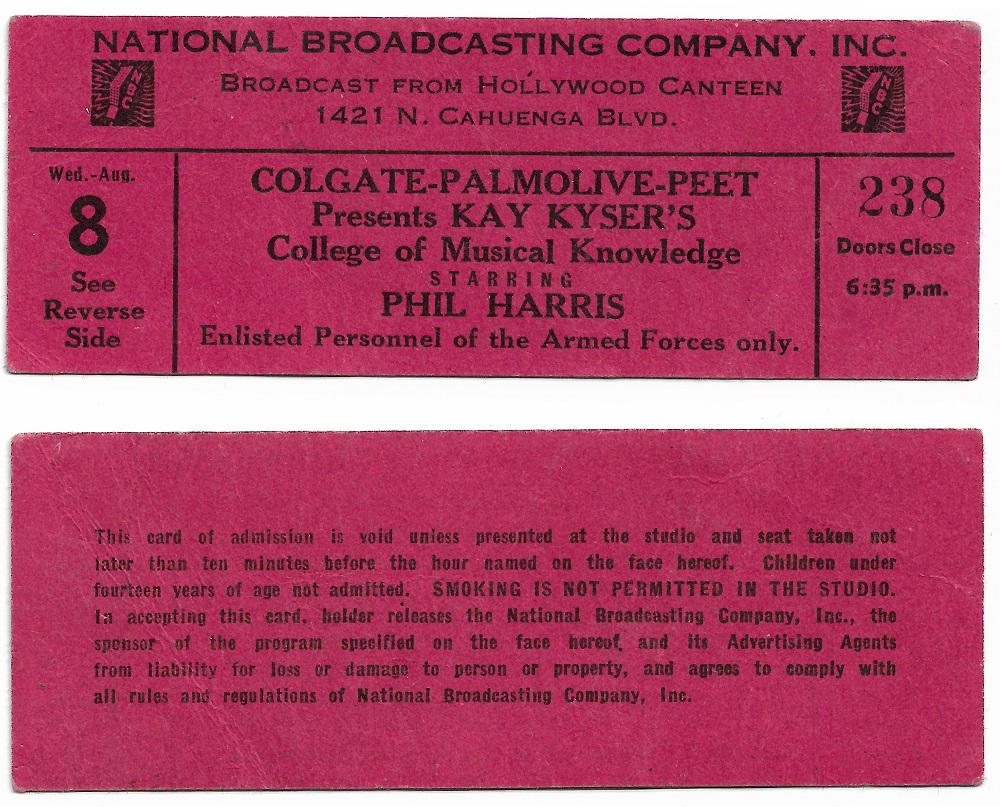 NATIONAL BROADCASTING COMPANY, INC.
NBC
NBC
BROADCAST FROM HOLLYWOOD CANTEEN
1421 N. CAHUENGA BLVD.
Wed.-Aug.
8
See
Reverse
Side
COLGATE-PALMOLIVE-PEET
Presents KAY KYSER'S
College of Musical Knowledge
STARRING
PHIL HARRIS
Enlisted Personnel of the Armed Forces only.
238
Doors Close
6:35 p.m.
This card of admission is void unless presented at the studio and seat taken not
later than ten minutes before the hour named on the face hereof. Children under
fourteen years of age not admitted. SMOKING IS NOT PERMITTED IN THE STUDIO.
In accepting this card, holder releases the National Broadcasting Company, Inc., the
sponsor of the program specified on the face hereof, and its Advertising Agents
from liability for loss or damage to person or property, and agrees to comply with
all rules and regulations of National Broadcasting Company, Inc.